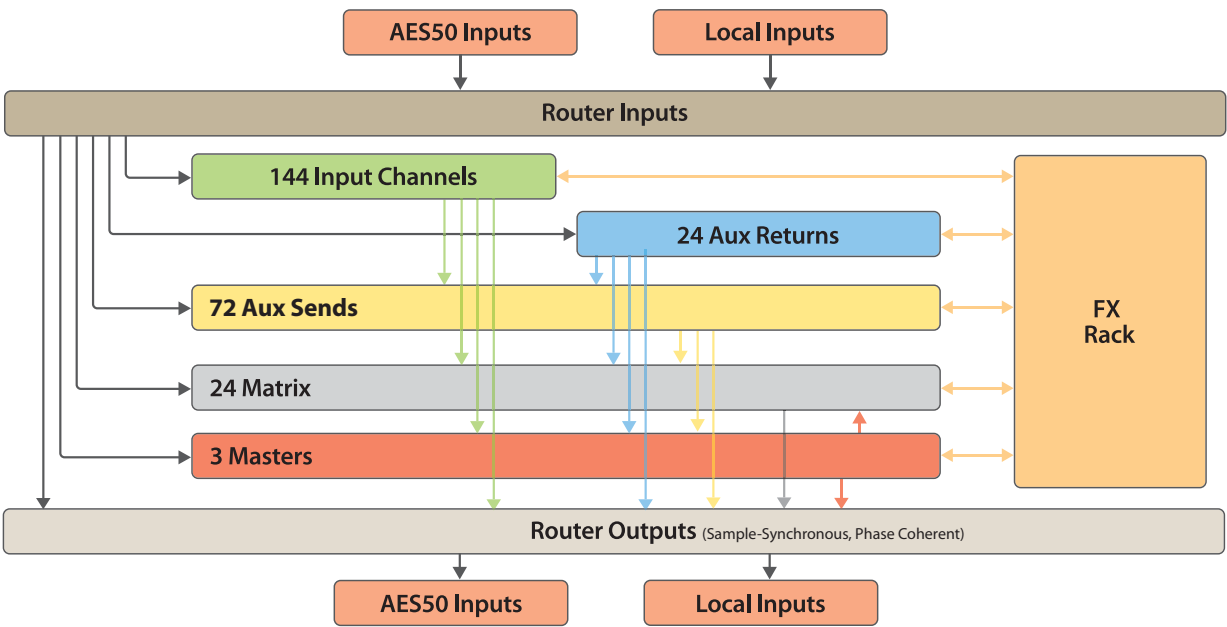 AES50 Inputs
Local Inputs
Router Inputs
144 Input Channels
24 Aux Returns
72 Aux Sends
FX
Rack
24 Matrix
3 Masters
Router Outputs (Sample-Synchronous, Phase Coherent)
AES50 Inputs
Local Inputs